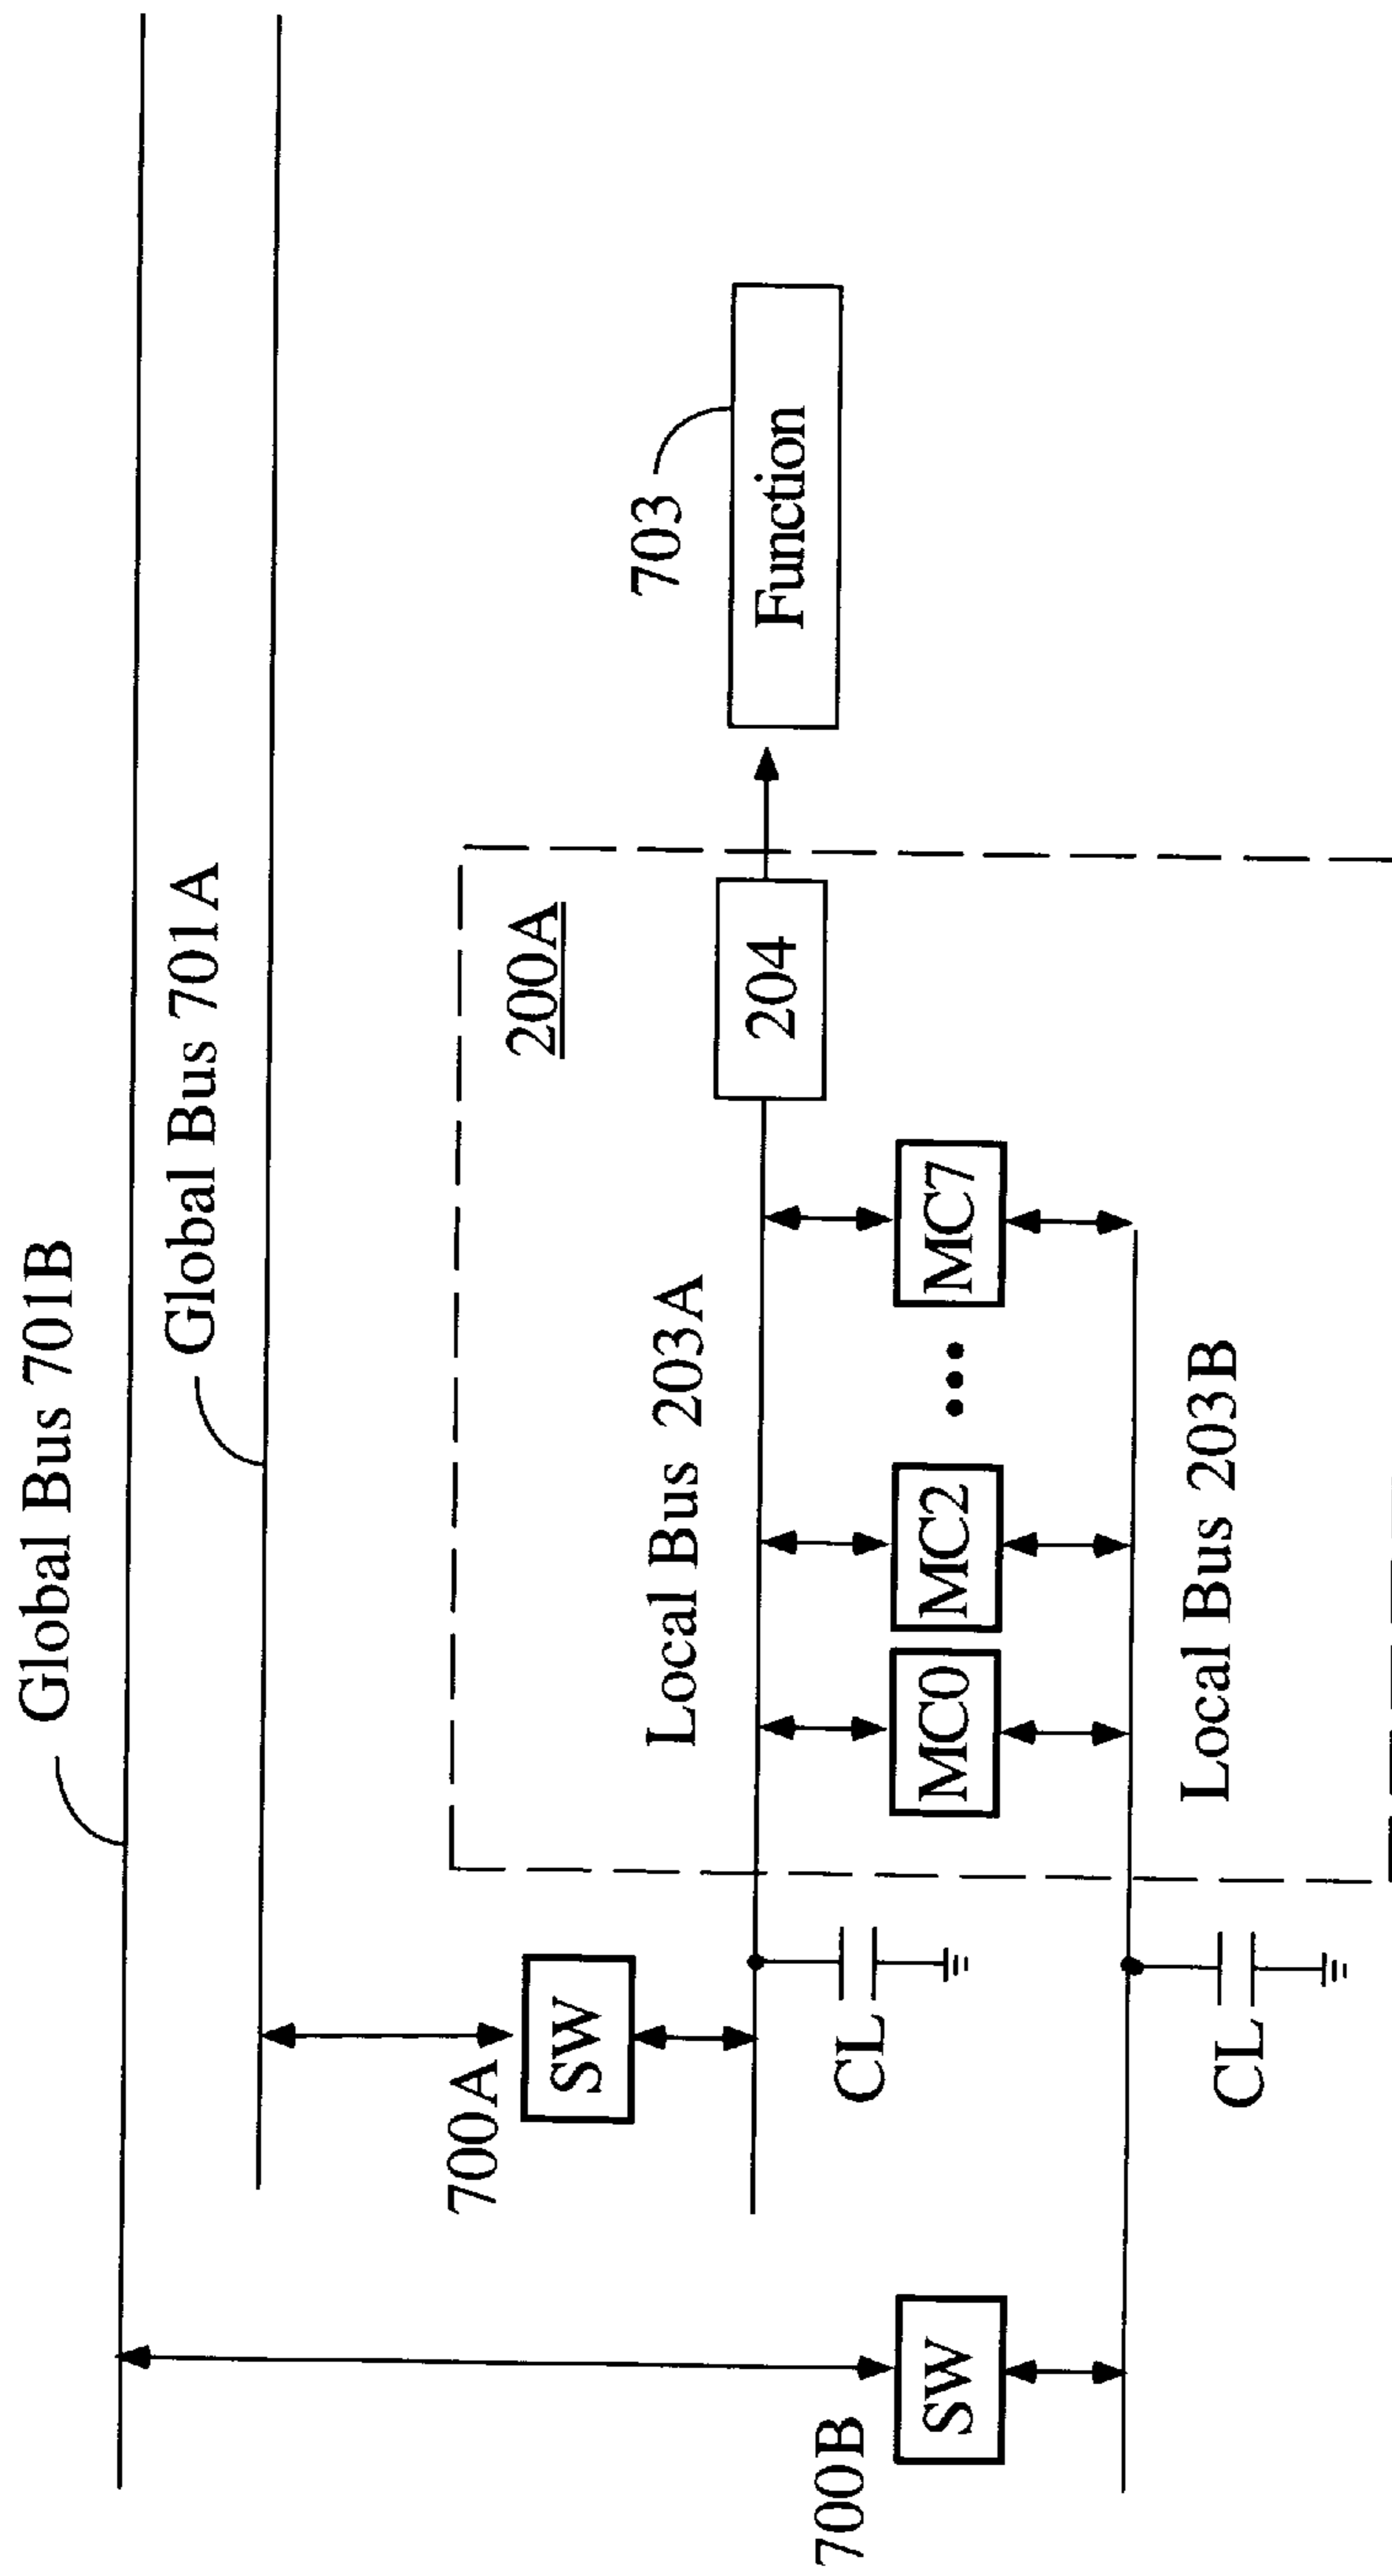 Global Bus 701B
Global Bus 701A
700B
SW
700A
SW
CL
CL
200A
Local Bus 203A
MC0
MC2
•••
MC7
Local Bus 203B
204
703
Function